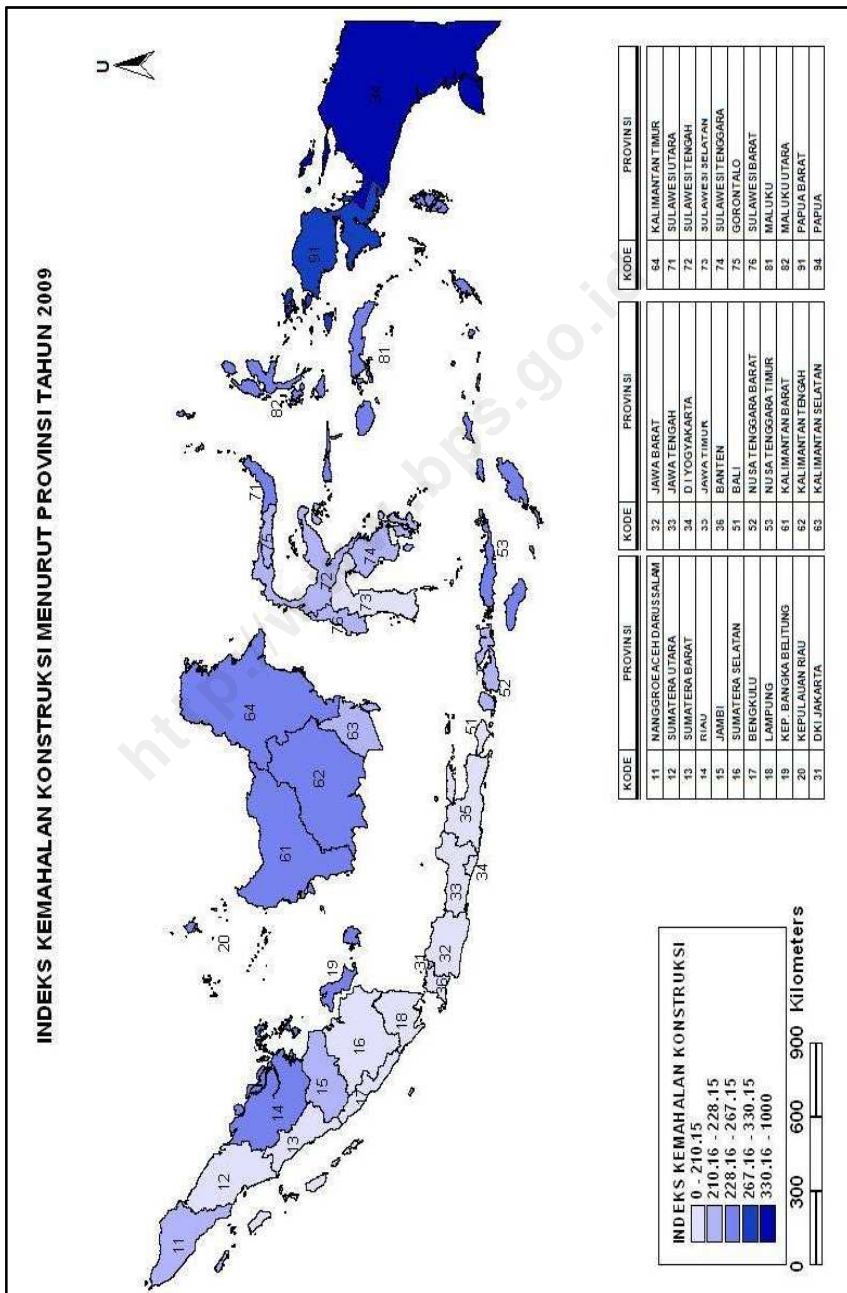 INDEKS KEMAHALAN KONSTRUKSI MENURUT PROVINSI TAHUN 2009
U
11
12
13
14
15
16
17
18
19
20
31
32
33
34
35
36
51
52
53
61
62
63
64
71
72
73
74
75
76
81
82
91
94
INDEKS KEMAHALAN KONSTRUKSI
0 - 210.15
210.16 - 228.15
228.16 - 267.15
267.16 - 330.15
330.16 - 1000
0 300 600 900 Kilometers
KODE PROVINSI
11 NANGGROE ACEH DARUSSALAM
12 SUMATERA UTARA
13 SUMATERA BARAT
14 RIAU
15 JAMBI
16 SUMATERA SELATAN
17 BENGKULU
18 LAMPUNG
19 KEP. BANGKA BELITUNG
20 KEPULAUAN RIAU
31 DKI JAKARTA
KODE PROVINSI
32 JAWA BARAT
33 JAWA TENGAH
34 D I YOGYAKARTA
35 JAWA TIMUR
36 BANTEN
51 BALI
52 NUSA TENGGARA BARAT
53 NUSA TENGGARA TIMUR
61 KALIMANTAN BARAT
62 KALIMANTAN TENGAH
63 KALIMANTAN SELATAN
KODE PROVINSI
64 KALIMANTAN TIMUR
71 SULAWESI UTARA
72 SULAWESI TENGAH
73 SULAWESI SELATAN
74 SULAWESI TENGGARA
75 GORONTALO
76 SULAWESI BARAT
81 MALUKU
82 MALUKU UTARA
91 PAPUA BARAT
94 PAPUA
http://www.bps.go.id